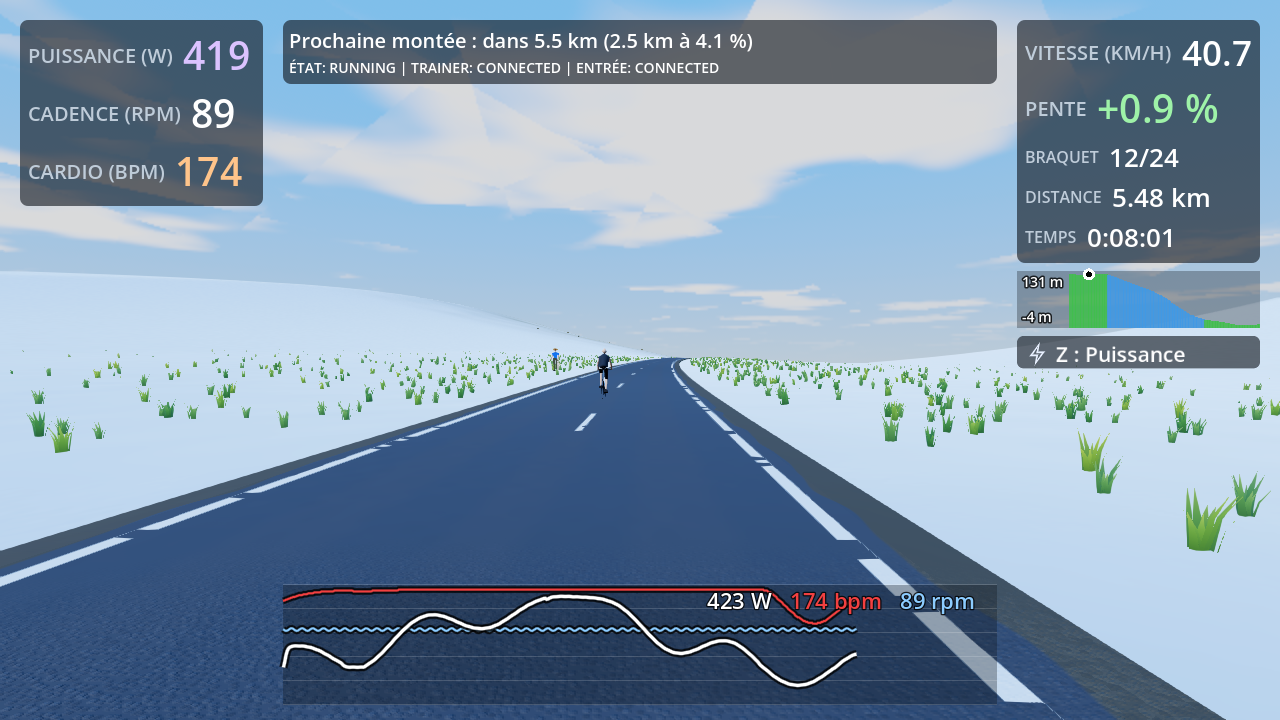 PUISSANCE (W) 419
CADENCE (RPM) 89
CARDIO (BPM) 174
Prochaine montée : dans 5.5 km (2.5 km à 4.1 %)
ÉTAT: RUNNING | TRAINER: CONNECTED | ENTRÉE: CONNECTED
VITESSE (KM/H) 40.7
PENTE +0.9 %
BRAQUET 12/24
DISTANCE 5.48 km
TEMPS 0:08:01
131 m
-4 m
Z : Puissance
423 W 174 bpm 89 rpm